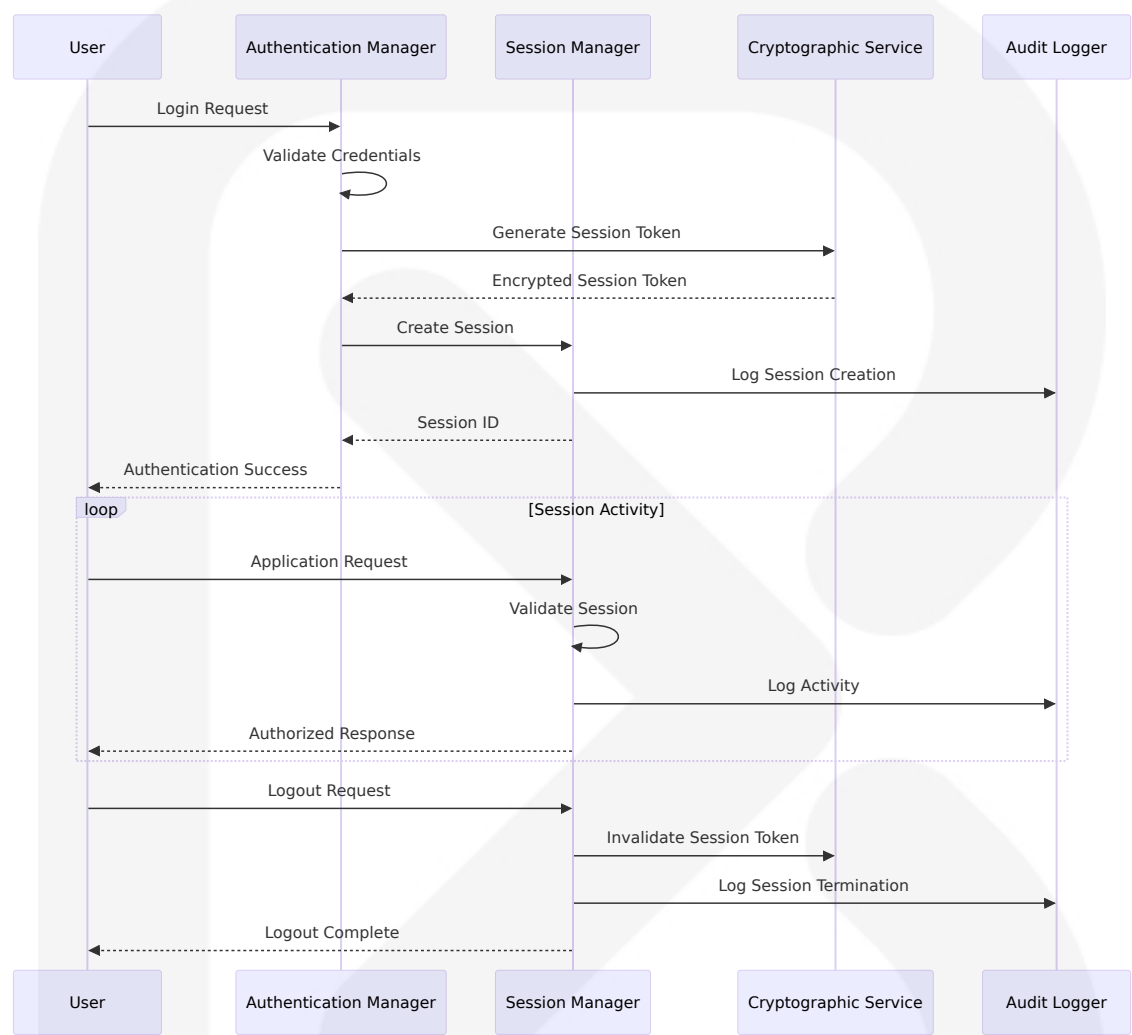 User
Authentication Manager
Session Manager
Cryptographic Service
Audit Logger
Login Request
Validate Credentials
Generate Session Token
Encrypted Session Token
Create Session
Log Session Creation
Session ID
Authentication Success
loop
[Session Activity]
Application Request
Validate Session
Log Activity
Authorized Response
Logout Request
Invalidate Session Token
Log Session Termination
Logout Complete
User
Authentication Manager
Session Manager
Cryptographic Service
Audit Logger